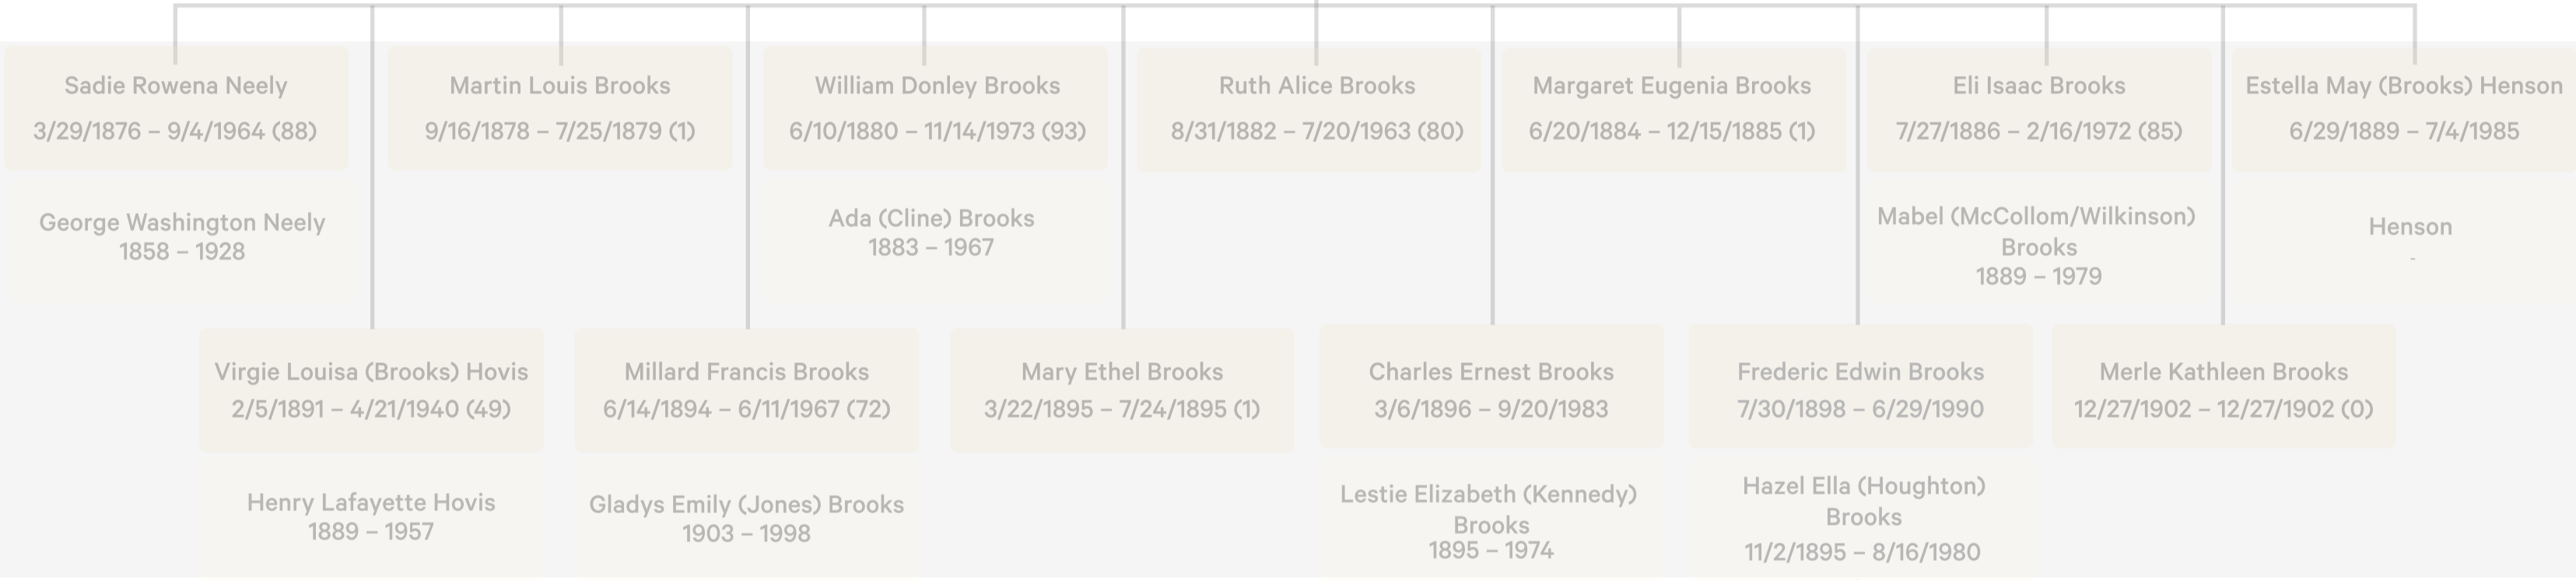 Sadie Rowena Neely
3/29/1876 – 9/4/1964 (88)
George Washington Neely
1858 – 1928
Martin Louis Brooks
9/16/1878 – 7/25/1879 (1)
William Donley Brooks
6/10/1880 – 11/14/1973 (93)
Ada (Cline) Brooks
1883 – 1967
Ruth Alice Brooks
8/31/1882 – 7/20/1963 (80)
Margaret Eugenia Brooks
6/20/1884 – 12/15/1885 (1)
Eli Isaac Brooks
7/27/1886 – 2/16/1972 (85)
Mabel (McCollom/Wilkinson)
Brooks
1889 – 1979
Estella May (Brooks) Henson
6/29/1889 – 7/4/1985
Henson
-
Virgie Louisa (Brooks) Hovis
2/5/1891 – 4/21/1940 (49)
Henry Lafayette Hovis
1889 – 1957
Millard Francis Brooks
6/14/1894 – 6/11/1967 (72)
Gladys Emily (Jones) Brooks
1903 – 1998
Mary Ethel Brooks
3/22/1895 – 7/24/1895 (1)
Charles Ernest Brooks
3/6/1896 – 9/20/1983
Lestie Elizabeth (Kennedy)
Brooks
1895 – 1974
Frederic Edwin Brooks
7/30/1898 – 6/29/1990
Hazel Ella (Houghton)
Brooks
11/2/1895 – 8/16/1980
Merle Kathleen Brooks
12/27/1902 – 12/27/1902 (0)